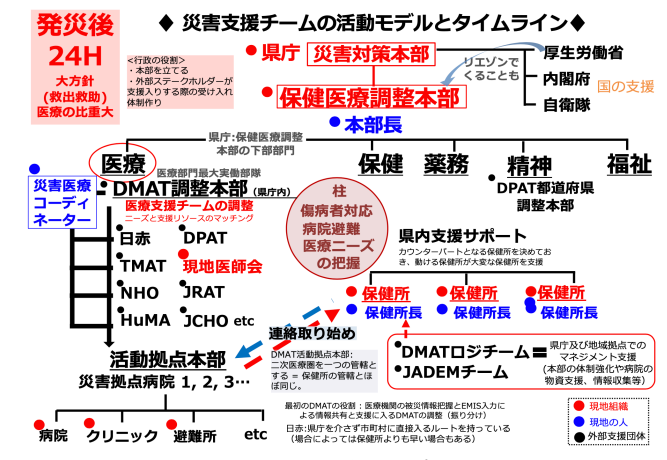 ◆ 災害支援チームの活動モデルとタイムライン◆
発災後
24H
大方針
(救出救助)
医療の比重大
<行政の役割>
・本部を立てる
・外部ステークホルダーが
支援入りする際の受け入れ
体制作り
県庁 災害対策本部
保健医療調整本部
本部長
リエゾンで
くることも
厚生労働省
内閣府
自衛隊
国の支援
県庁:保健医療調整
本部の下部部門
医療
保健
薬務
精神
福祉
DPAT都道府県
調整本部
医療部門最大実働部隊
DMAT調整本部（県庁内）
災害医療
コーディ
ネーター
医療支援チームの調整
ニーズと支援リソースのマッチング
日赤 DPAT
TMAT 現地医師会
NHO JRAT
HuMA JCHO etc
柱
傷病者対応
病院避難
医療ニーズ
の把握
県内支援サポート
カウンターパートとなる保健所を決めてお
き、動ける保健所が大変な保健所を支援
保健所 保健所 保健所
保健所長 保健所長 保健所長
連絡取り始め
活動拠点本部
災害拠点病院 1, 2, 3…
DMAT活動拠点本部:
二次医療圏を一つの管轄と
する = 保健所の管轄とほ
ぼ同じ。
DMATロジチーム
JADEMチーム
=
県庁及び地域拠点での
マネジメント支援
(本部の体制強化や病院の
物資支援、情報収集等)
病院 クリニック 避難所 etc
最初のDMATの役割：医療機関の被災情報把握とEMIS入力に
よる情報共有と支援に入るDMATの調整（振り分け）
日赤:県庁を介さず市町村に直接入るルートを持っている
（場合によっては保健所よりも早い場合もある）
現地組織
現地の人
外部支援団体